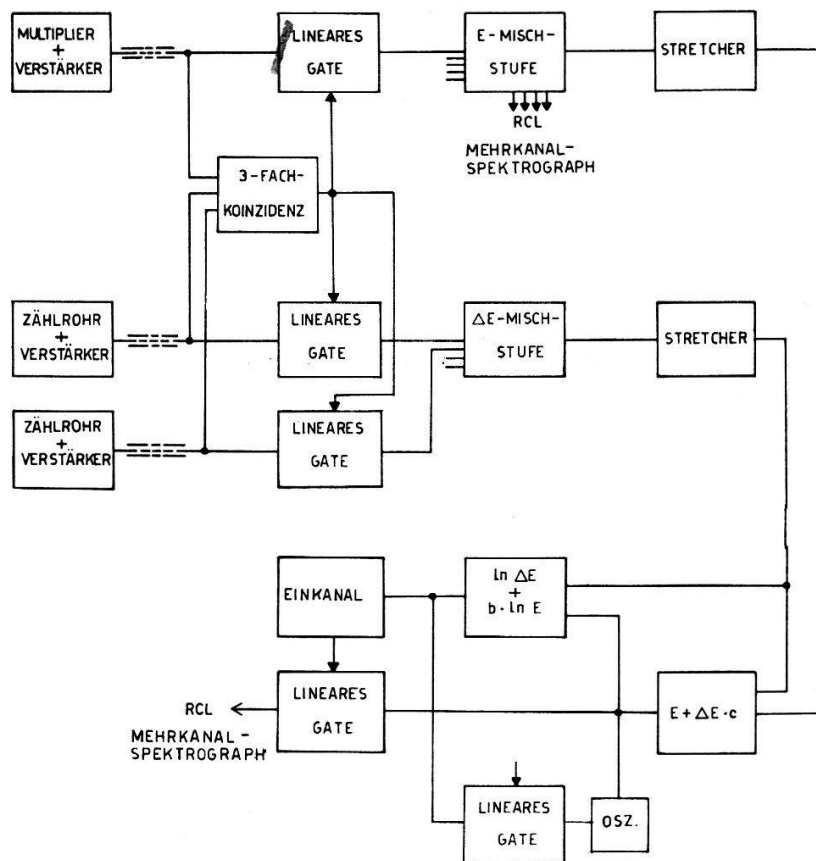 MULTIPLIER
+
VERSTÄRKER
LINEARES
GATE
E-MISCH-
STUFE
STRETCHER
RCL
MEHRKANAL-
SPEKTROGRAPH
3-FACH-
KOINZIDENZ
ZÄHLROHR
+
VERSTÄRKER
LINEARES
GATE
ΔE-MISCH-
STUFE
STRETCHER
ZÄHLROHR
+
VERSTÄRKER
LINEARES
GATE
EINKANAL
ln ΔE
+
b·ln E
RCL
MEHRKANAL-
SPEKTROGRAPH
LINEARES
GATE
E+ΔE·c
LINEARES
GATE
OSZ.